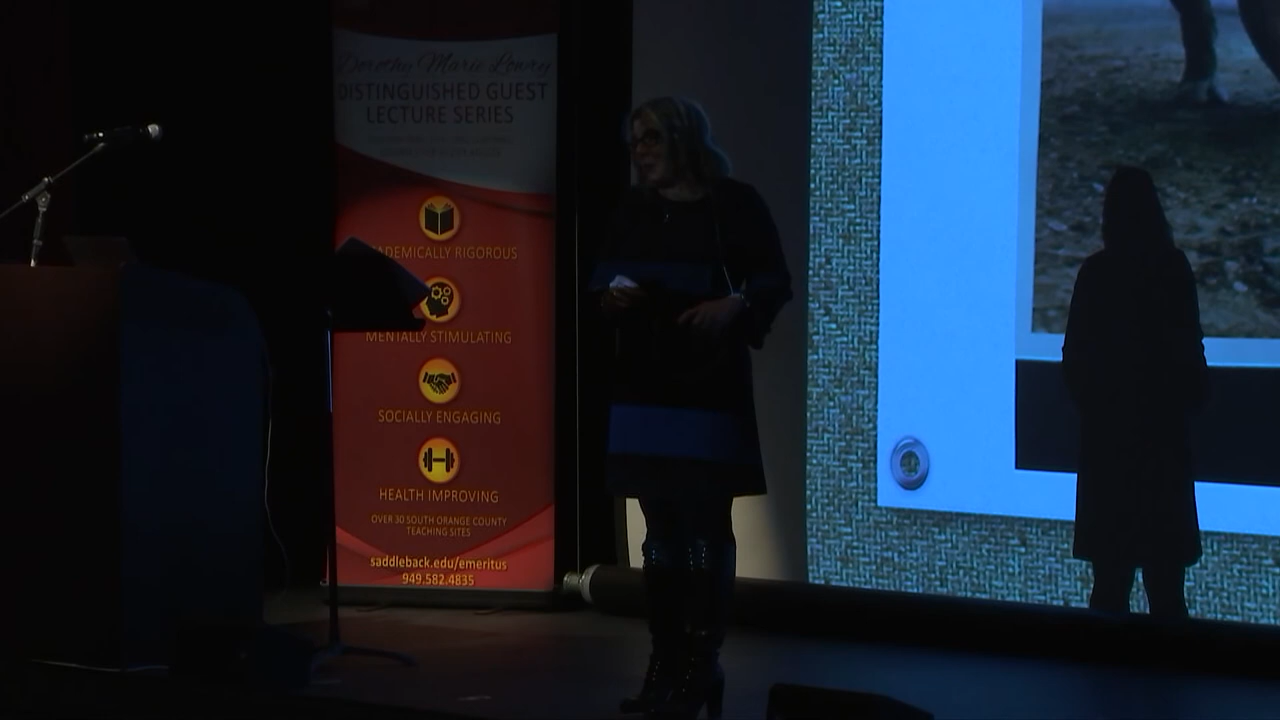 Dorothy Marie Lowry
DISTINGUISHED GUEST
LECTURE SERIES
ADEMICALLY RIGOROUS
MENTALLY STIMULATING
SOCIALLY ENGAGING
HEALTH IMPROVING
OVER 30 SOUTH ORANGE COUNTY
TEACHING SITES
saddleback.edu/emeritus
949.582.4835